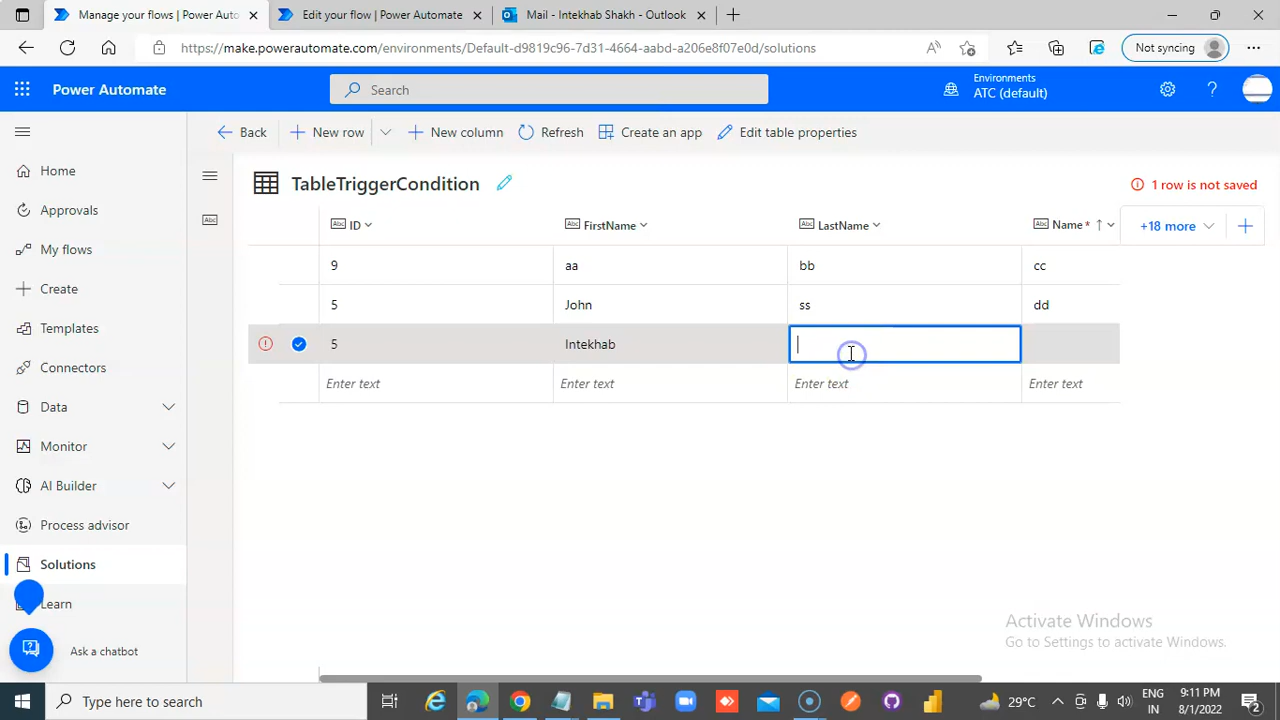 Manage your flows | Power Auto
Edit your flow | Power Automate
Mail - Intekhab Shakh - Outlook
https://make.powerautomate.com/environments/Default-d9819c96-7d31-4664-aabd-a206e8f07e0d/solutions
Not syncing
Power Automate
Search
Environments
ATC (default)
Back
New row
New column
Refresh
Create an app
Edit table properties
Home
Approvals
My flows
Create
Templates
Connectors
Data
Monitor
AI Builder
Process advisor
Solutions
Learn
Ask a chatbot
TableTriggerCondition
1 row is not saved
Abc ID Abc FirstName Abc LastName Abc Name* ↑ +18 more
9 aa bb cc
5 John ss dd
5 Intekhab
Enter text Enter text Enter text Enter text
Activate Windows
Go to Settings to activate Windows.
Type here to search
29°C
ENG
IN
9:11 PM
8/1/2022
2